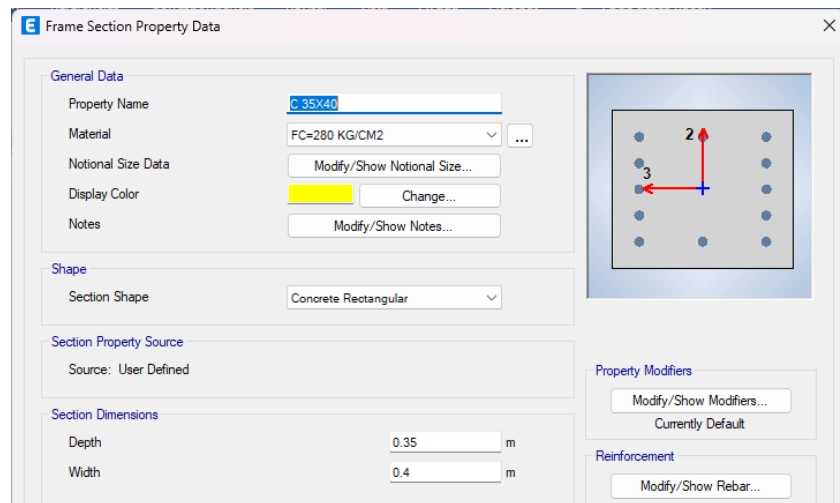 E Frame Section Property Data
General Data
Property Name C 35X40
Material FC=280 KG/CM2 ...
Notional Size Data Modify/Show Notional Size...
Display Color Change...
Notes Modify/Show Notes...
2
3
Shape
Section Shape Concrete Rectangular
Section Property Source
Source: User Defined
Property Modifiers
Modify/Show Modifiers...
Currently Default
Section Dimensions
Depth 0.35 m
Width 0.4 m
Reinforcement
Modify/Show Rebar...